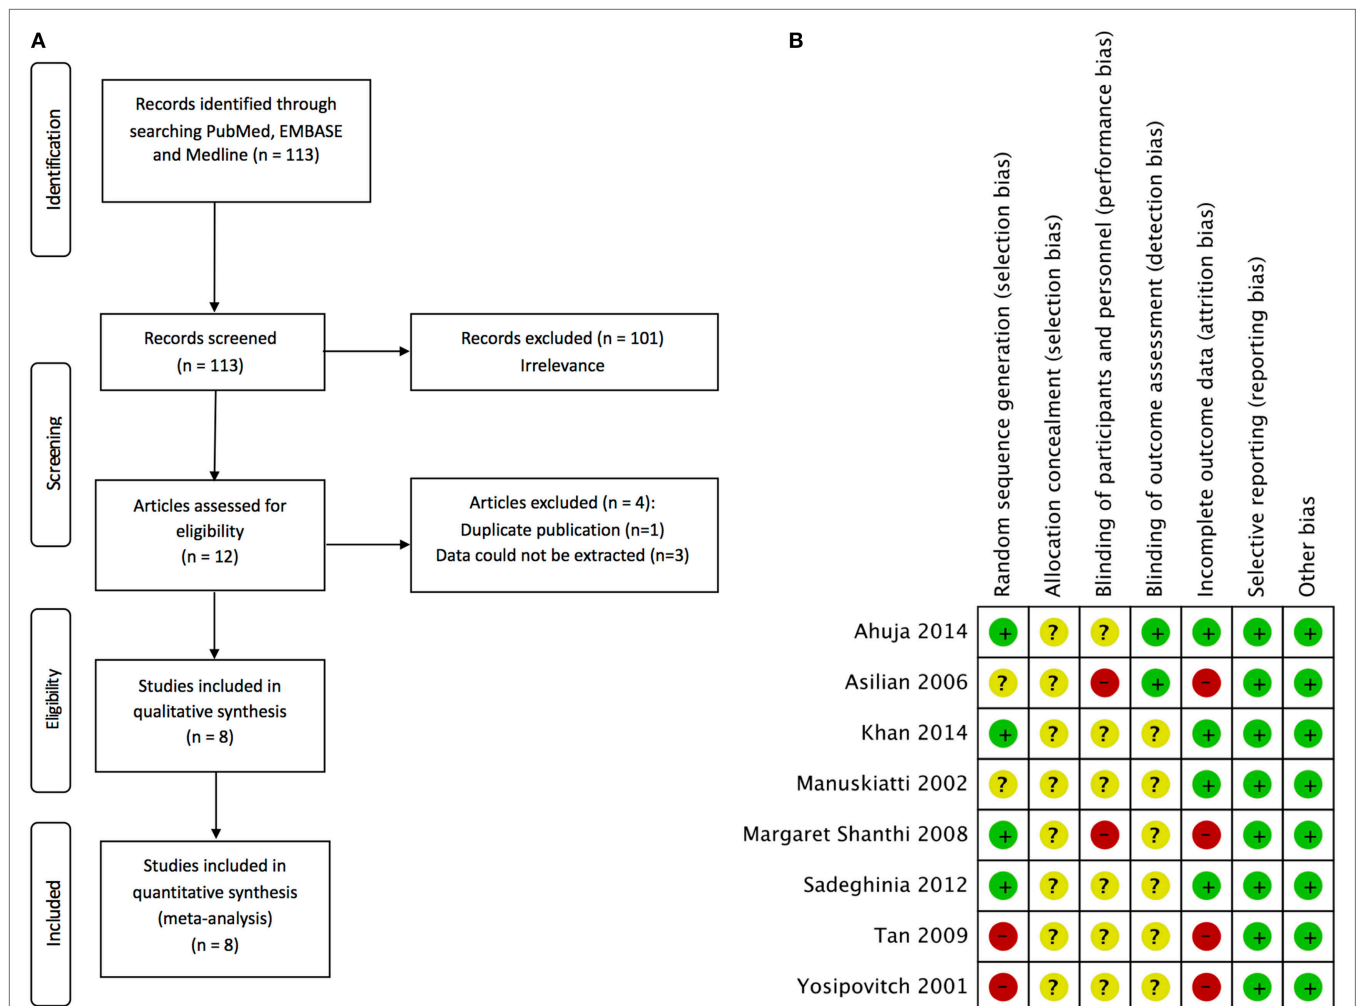 A
Identification
Records identified through
searching PubMed, EMBASE
and Medline (n = 113)
Records screened
(n = 113)
Records excluded (n = 101)
Irrelevance
Screening
Articles assessed for
eligibility
(n = 12)
Articles excluded (n = 4):
Duplicate publication (n=1)
Data could not be extracted (n=3)
Eligibility
Studies included in
qualitative synthesis
(n = 8)
Included
Studies included in
quantitative synthesis
(meta-analysis)
(n = 8)
B
Random sequence generation (selection bias)
Allocation concealment (selection bias)
Blinding of participants and personnel (performance bias)
Blinding of outcome assessment (detection bias)
Incomplete outcome data (attrition bias)
Selective reporting (reporting bias)
Other bias
Ahuja 2014 + ? ? + + + +
Asilian 2006 ? ? - + - + +
Khan 2014 + ? ? ? + + +
Manuskiatti 2002 ? ? ? ? + + +
Margaret Shanthi 2008 + ? - ? - + +
Sadeghinia 2012 + ? ? ? + + +
Tan 2009 - ? ? ? - + +
Yosipovitch 2001 - ? ? ? - + +